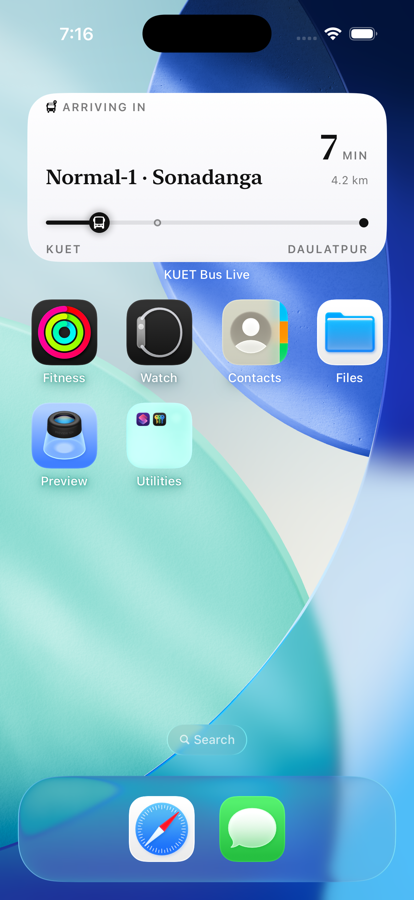 7:16
ARRIVING IN
7 MIN
Normal-1 · Sonadanga
4.2 km
KUET
DAULATPUR
KUET Bus Live
Fitness
Watch
Contacts
Files
Preview
Utilities
Search